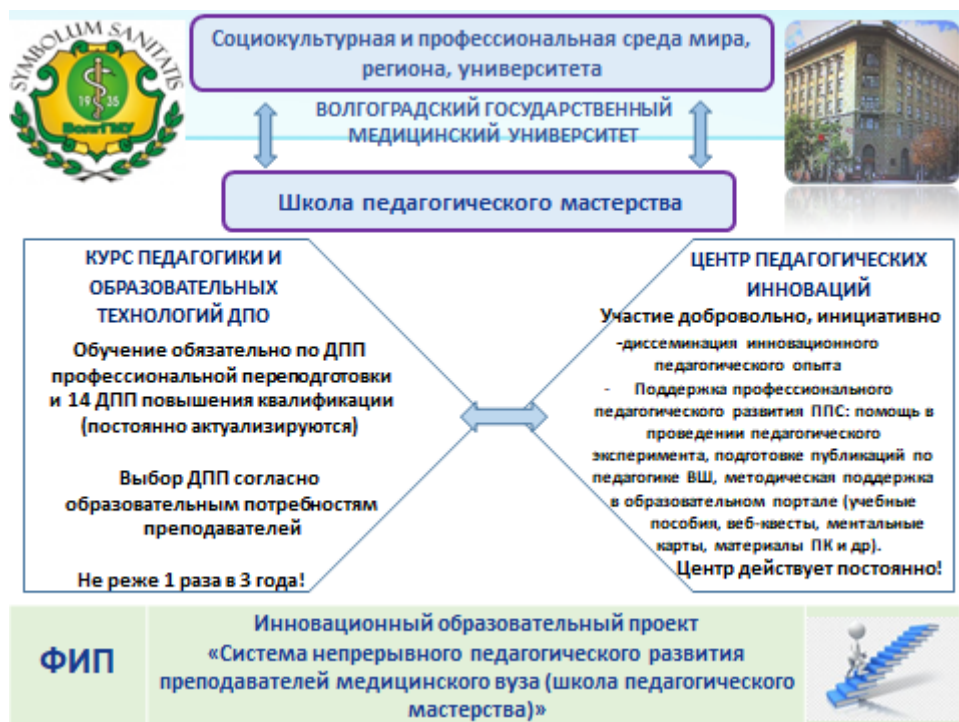 SYMBOLUM SANITATIS
1935
ВолгГМУ
Социокультурная и профессиональная среда мира,
региона, университета
ВОЛГОГРАДСКИЙ ГОСУДАРСТВЕННЫЙ
МЕДИЦИНСКИЙ УНИВЕРСИТЕТ
Школа педагогического мастерства
КУРС ПЕДАГОГИКИ И
ОБРАЗОВАТЕЛЬНЫХ
ТЕХНОЛОГИЙ ДПО
Обучение обязательно по ДПП
профессиональной переподготовки
и 14 ДПП повышения квалификации
(постоянно актуализируются)
Выбор ДПП согласно
образовательным потребностям
преподавателей
Не реже 1 раза в 3 года!
ЦЕНТР ПЕДАГОГИЧЕСКИХ
ИННОВАЦИЙ
Участие добровольно, инициативно
-диссеминация инновационного
педагогического опыта
- Поддержка профессионального
педагогического развития ППС: помощь в
проведении педагогического
эксперимента, подготовке публикаций по
педагогике ВШ, методическая поддержка
в образовательном портале (учебные
пособия, веб-квесты, ментальные
карты, материалы ПК и др).
Центр действует постоянно!
ФИП
Инновационный образовательный проект
«Система непрерывного педагогического развития
преподавателей медицинского вуза (школа педагогического
мастерства)»